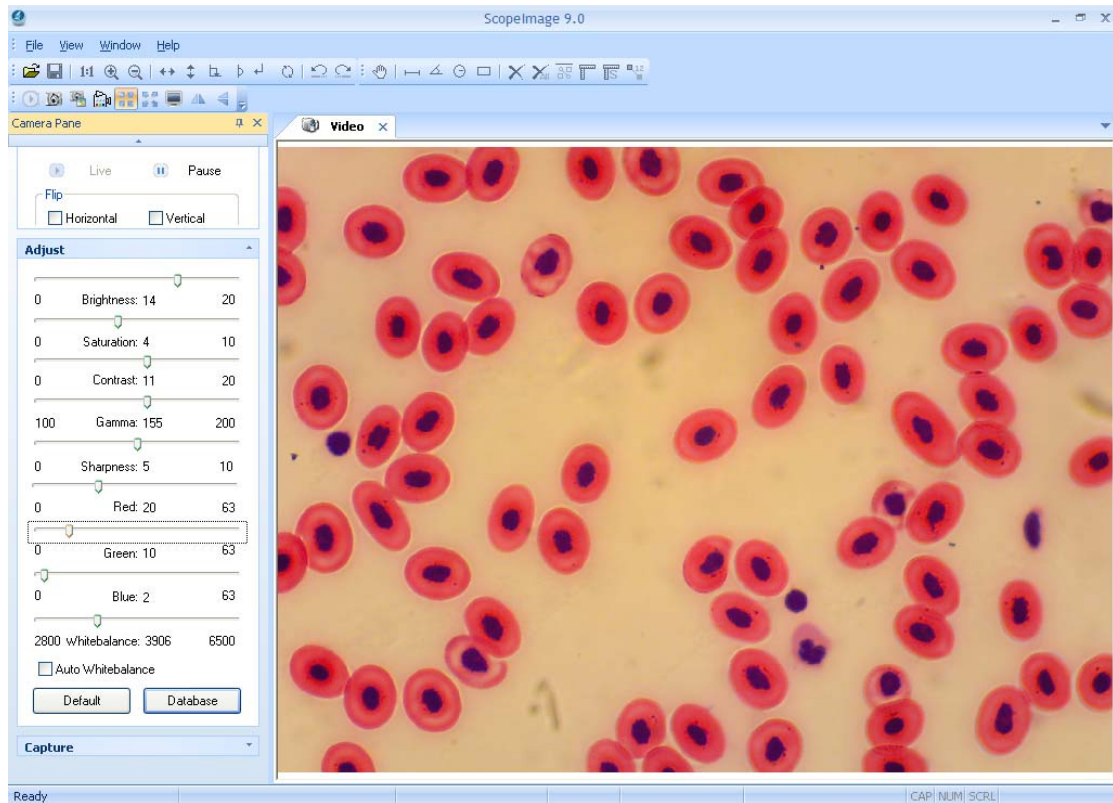 ScopeImage 9.0
File View Window Help
1:1
Camera Pane
Video
Live Pause
Flip
Horizontal Vertical
Adjust
0 Brightness: 14 20
0 Saturation: 4 10
0 Contrast: 11 20
100 Gamma: 155 200
0 Sharpness: 5 10
0 Red: 20 63
0 Green: 10 63
0 Blue: 2 63
2800 Whitebalance: 3906 6500
Auto Whitebalance
Default Database
Capture
Ready CAP NUM SCRL